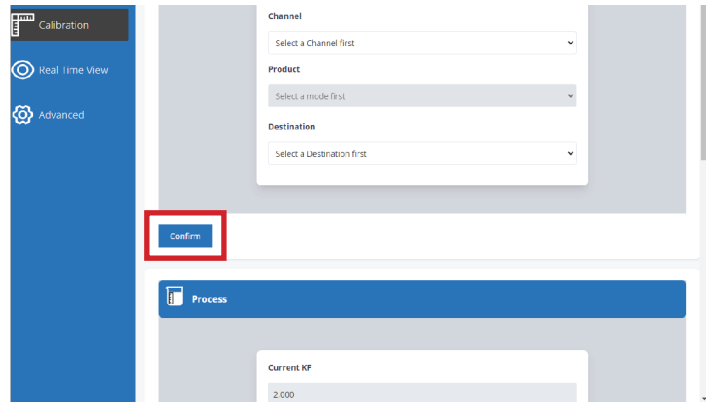 Calibration
Real Time View
Advanced
Channel
Select a Channel first
Product
Select a mode first
Destination
Select a Destination first
Confirm
Process
Current KF
2.000